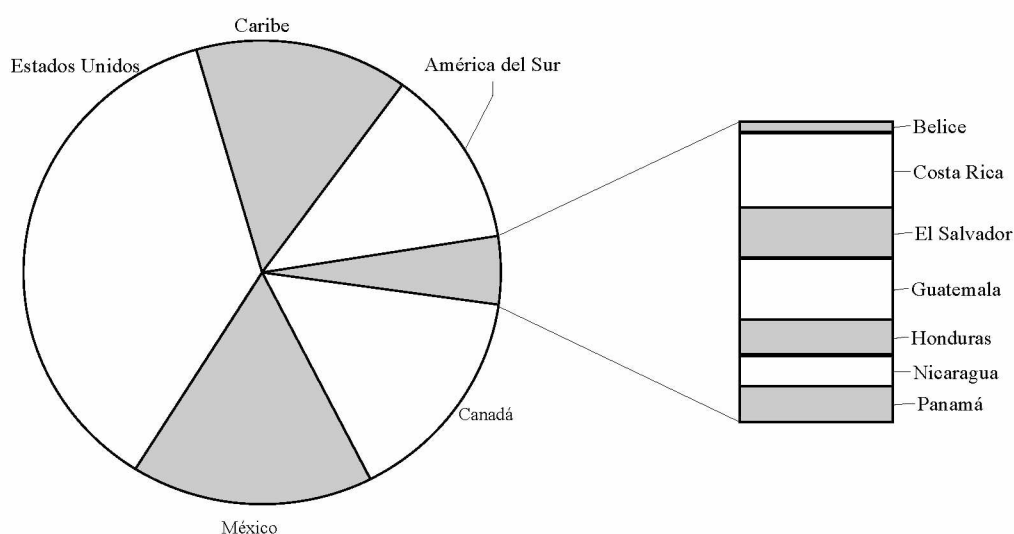 Caribe
Estados Unidos
América del Sur
Belice
Costa Rica
El Salvador
Guatemala
Honduras
Nicaragua
Panamá
Canadá
México